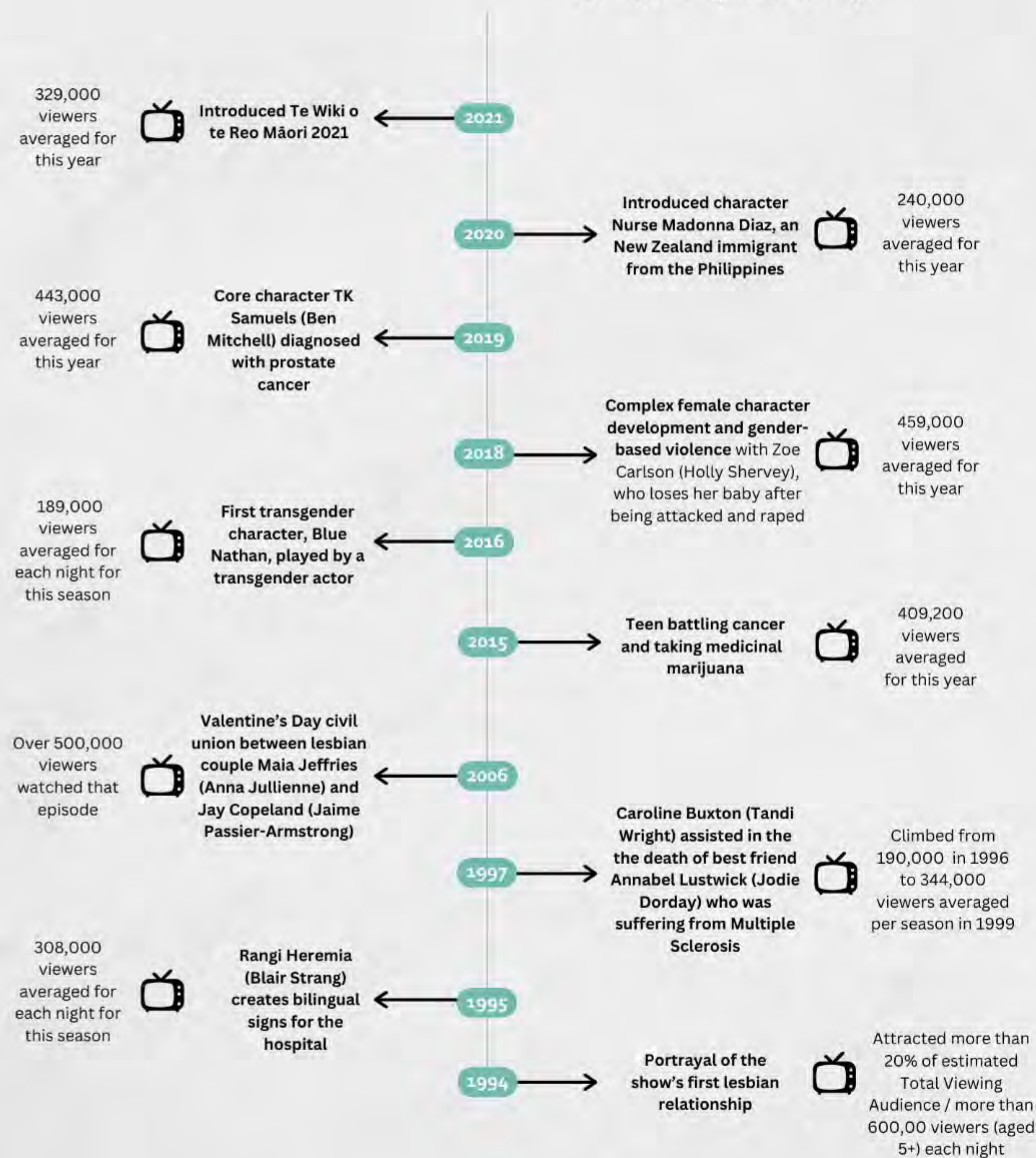 329,000
viewers
averaged for
this year
Introduced Te Wiki o
te Reo Māori 2021
2021
2020
Introduced character
Nurse Madonna Diaz, an
New Zealand immigrant
from the Philippines
240,000
viewers
averaged for
this year
443,000
viewers
averaged for
this year
Core character TK
Samuels (Ben
Mitchell) diagnosed
with prostate
cancer
2019
2018
Complex female character
development and gender-
based violence with Zoe
Carlson (Holly Shervey),
who loses her baby after
being attacked and raped
459,000
viewers
averaged for
this year
189,000
viewers
averaged for
each night for
this season
First transgender
character, Blue
Nathan, played by a
transgender actor
2016
2015
Teen battling cancer
and taking medicinal
marijuana
409,200
viewers
averaged
for this year
Over 500,000
viewers
watched that
episode
Valentine's Day civil
union between lesbian
couple Maia Jeffries
(Anna Jullienne) and
Jay Copeland (Jaime
Passier-Armstrong)
2006
1997
Caroline Buxton (Tandi
Wright) assisted in the
the death of best friend
Annabel Lustwick (Jodie
Dorday) who was
suffering from Multiple
Sclerosis
Climbed from
190,000 in 1996
to 344,000
viewers averaged
per season in 1999
308,000
viewers
averaged for
each night for
this season
Rangi Heremia
(Blair Strang)
creates bilingual
signs for the
hospital
1995
1994
Portrayal of the
show's first lesbian
relationship
Attracted more than
20% of estimated
Total Viewing
Audience / more than
600,00 viewers (aged
5+) each night